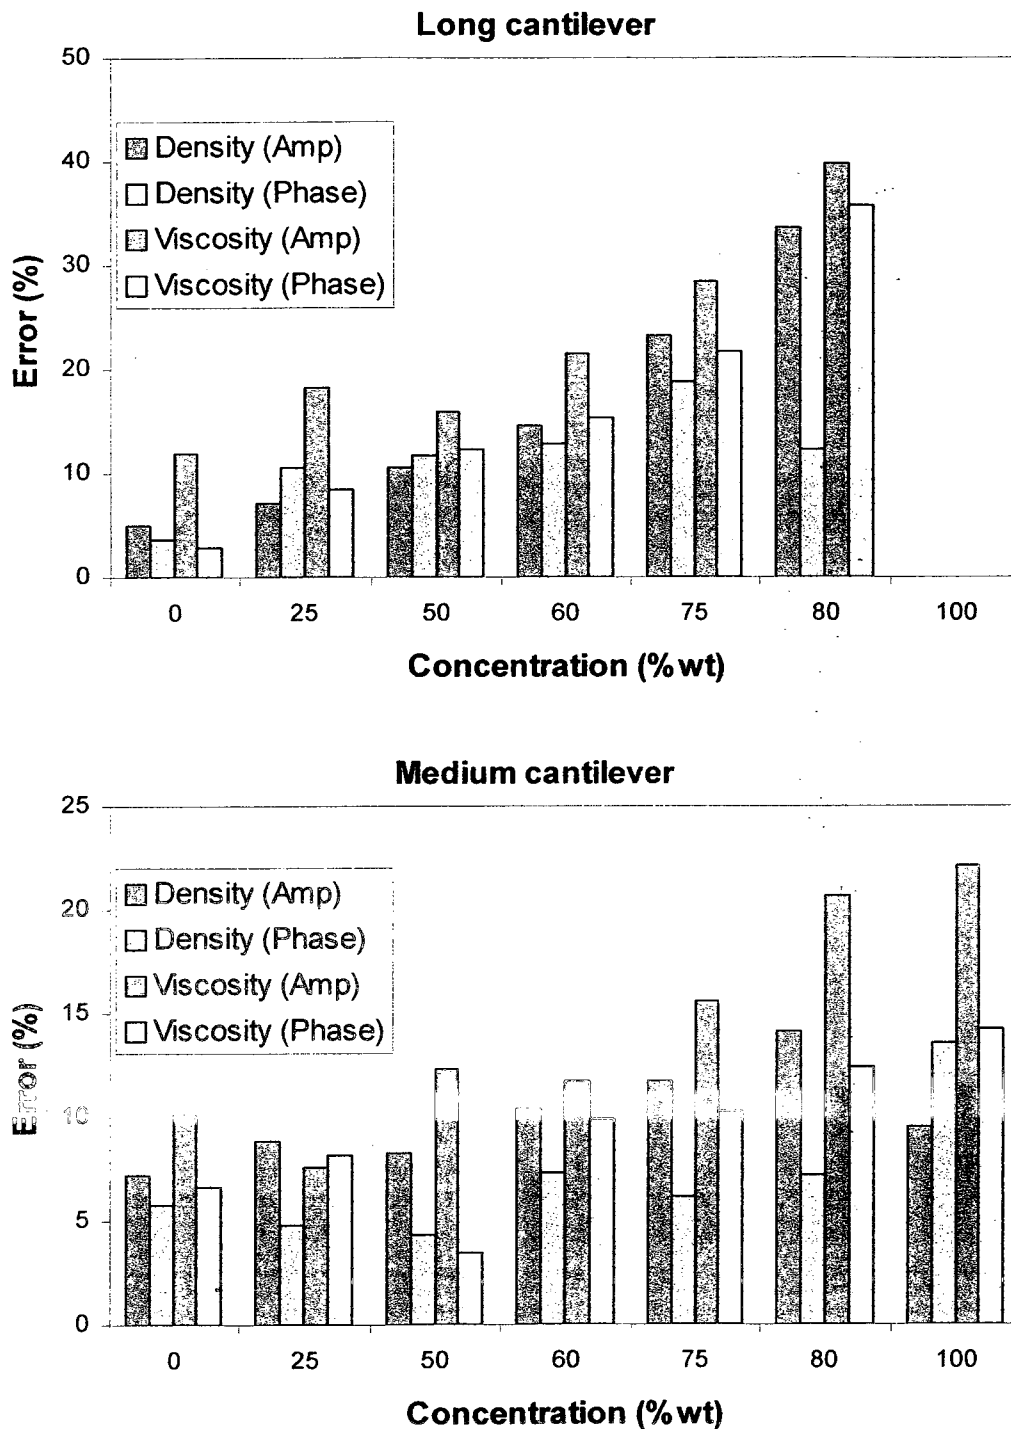 Long cantilever
50
40
30
20
10
0
Error (%)
Density (Amp)
Density (Phase)
Viscosity (Amp)
Viscosity (Phase)
0 25 50 60 75 80 100
Concentration (%wt)
Medium cantilever
25
20
15
10
5
0
Error (%)
Density (Amp)
Density (Phase)
Viscosity (Amp)
Viscosity (Phase)
0 25 50 60 75 80 100
Concentration (%wt)